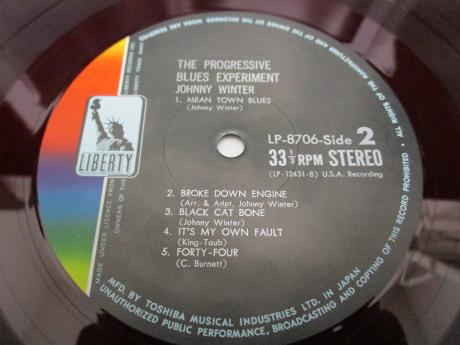 THE PROGRESSIVE
BLUES EXPERIMENT
JOHNNY WINTER
1. MEAN TOWN BLUES
(Johnny Winter)
LIBERTY
LP-8706-Side 2
33 1/3 RPM STEREO
(LP-12431-B) U.S.A. Recording
2. BROKE DOWN ENGINE
(Arr. & Adpt. Johnny Winter)
3. BLACK CAT BONE
(Johnny Winter)
4. IT'S MY OWN FAULT
(King-Taub)
5. FORTY-FOUR
(C. Burnett)
MADE UNDER LICENCE FROM
OWNERS OF THE
ALL RIGHTS OF THE MANUFACTURER AND OF THE OWNER OF THE RECORDED WORK ARE RESERVED
MFD. BY TOSHIBA MUSICAL INDUSTRIES LTD. IN JAPAN
UNAUTHORIZED PUBLIC PERFORMANCE, BROADCASTING AND COPYING OF THIS RECORD PROHIBITED